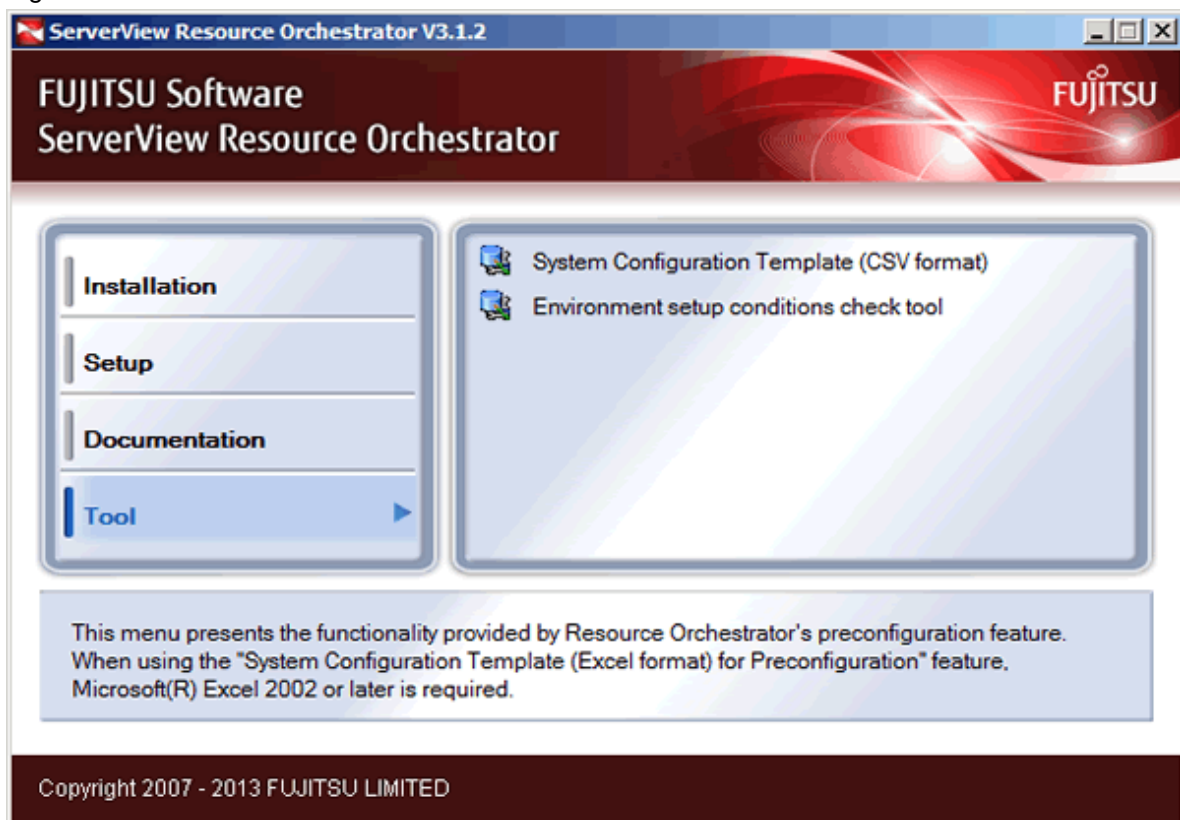 ServerView Resource Orchestrator V3.1.2
FUJITSU Software
ServerView Resource Orchestrator
FUJITSU
Installation
Setup
Documentation
Tool
System Configuration Template (CSV format)
Environment setup conditions check tool
This menu presents the functionality provided by Resource Orchestrator's preconfiguration feature.
When using the "System Configuration Template (Excel format) for Preconfiguration" feature,
Microsoft(R) Excel 2002 or later is required.
Copyright 2007 - 2013 FUJITSU LIMITED